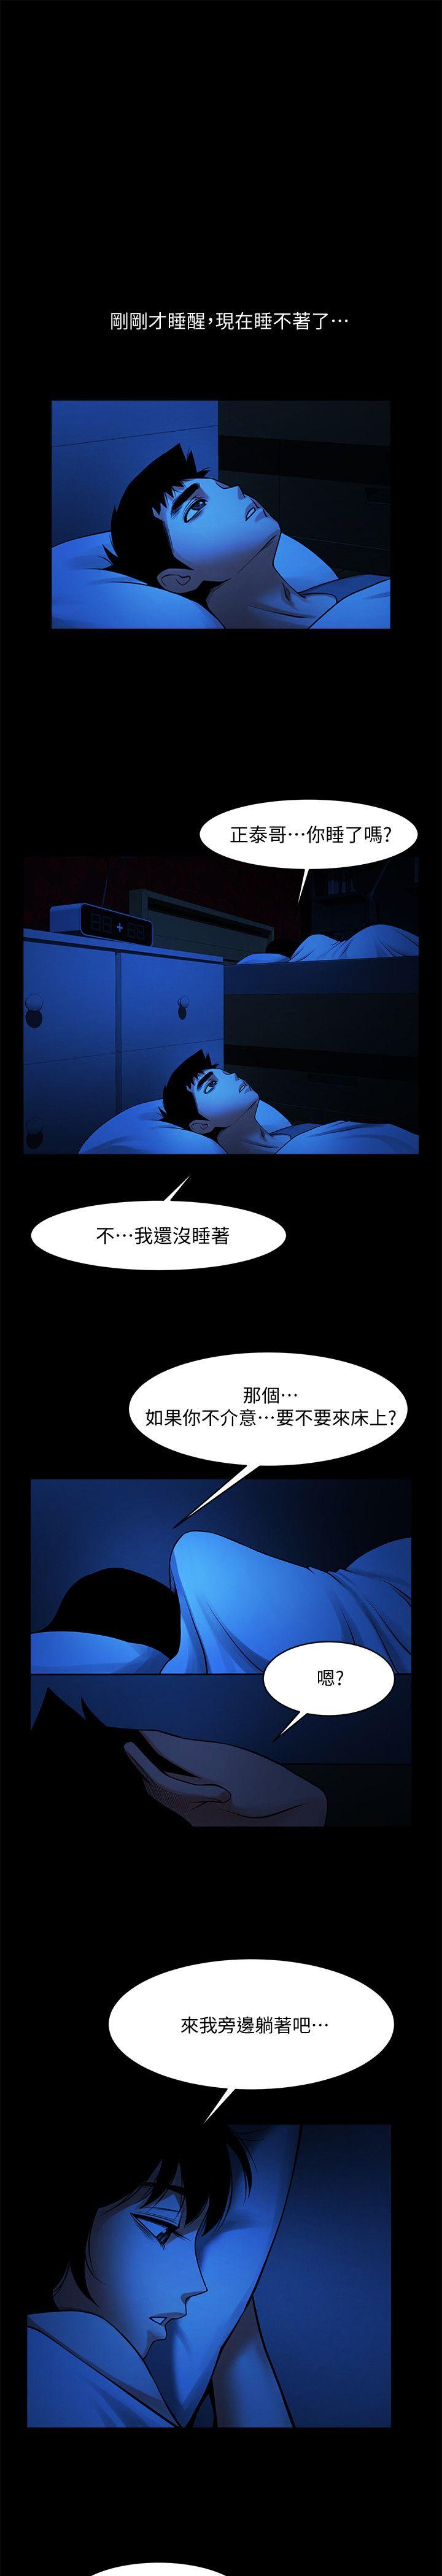 剛剛才睡醒，現在睡不著了…
正泰哥…你睡了嗎?
不…我還沒睡著
那個…
如果你不介意…要不要來床上?
嗯?
來我旁邊躺著吧…